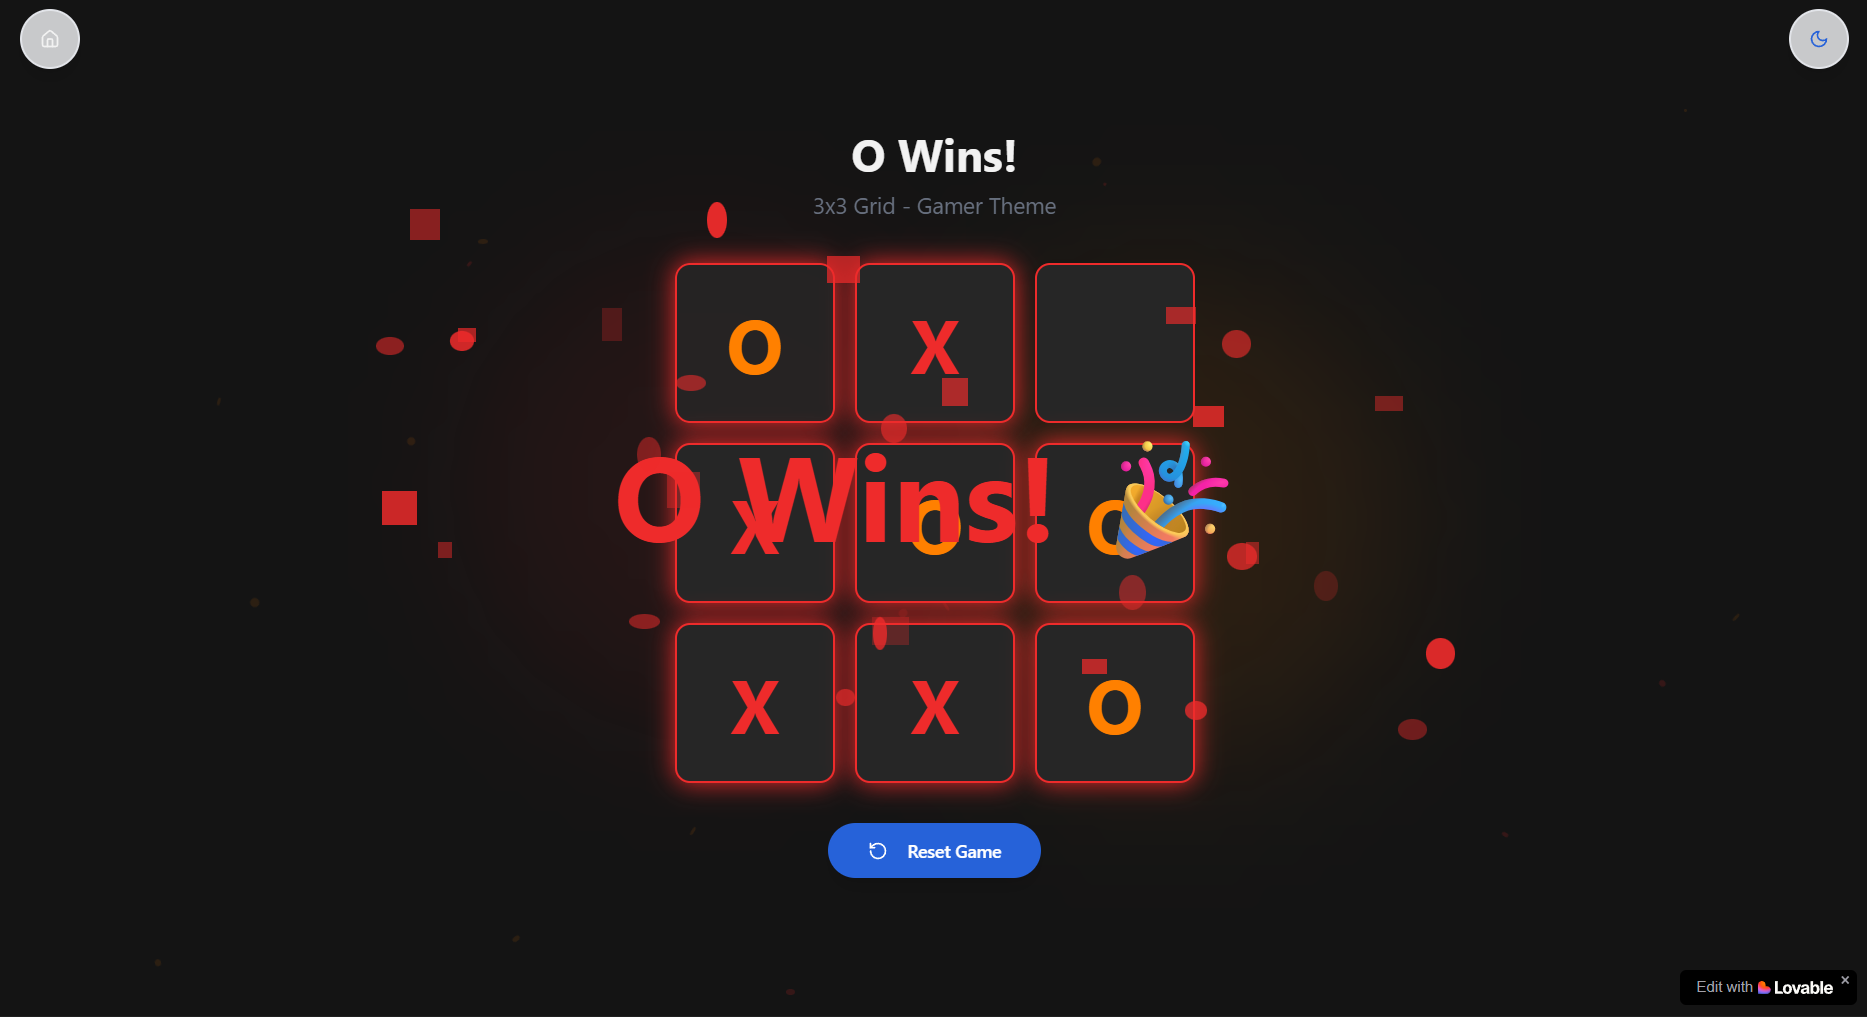 O Wins!
3x3 Grid - Gamer Theme
O X
O Wins!
X O O
X X O
Reset Game
Edit with Lovable ×